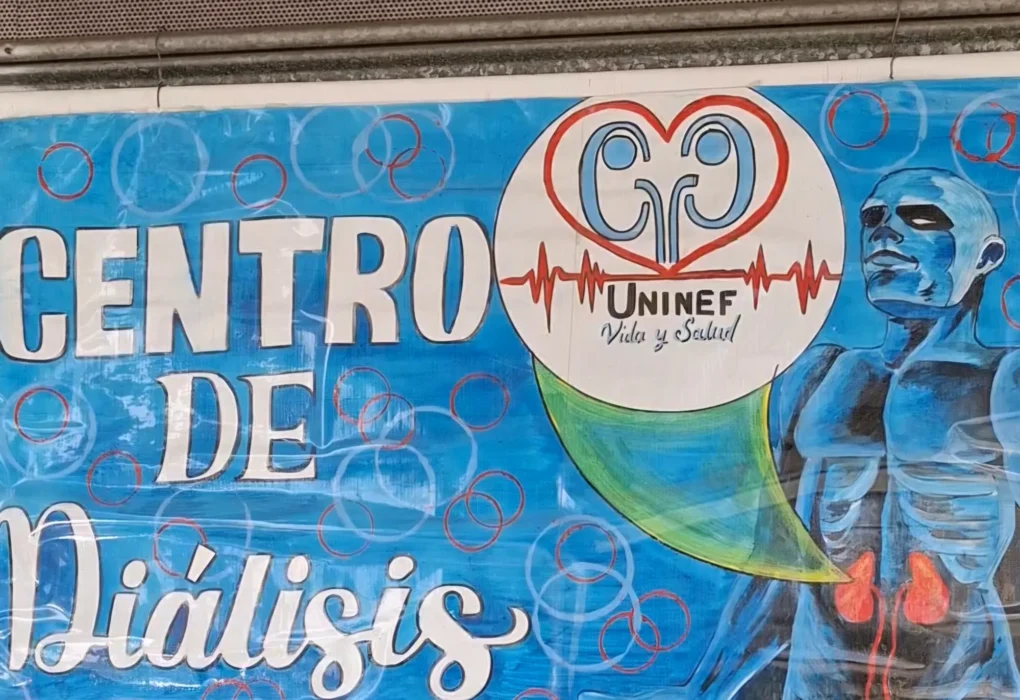 CENTRO
DE
Diálisis
UNINEF
Vida y Salud